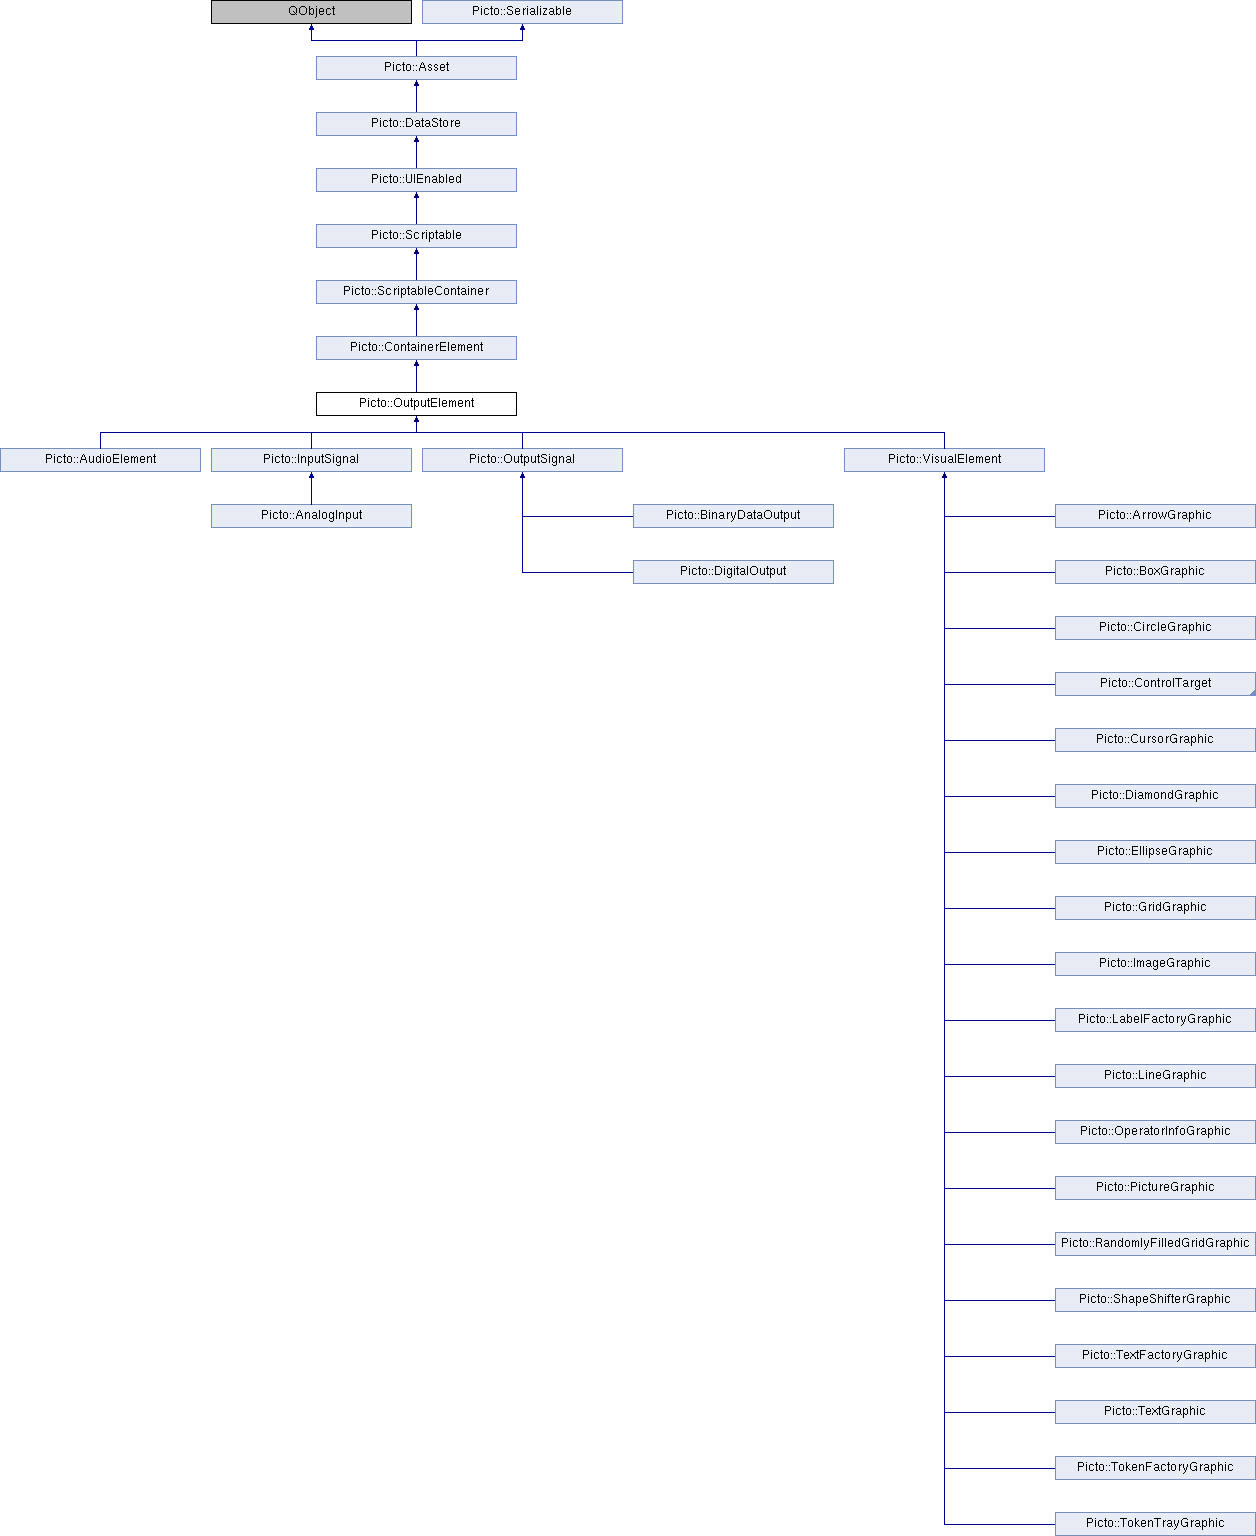 QObject
Picto::Serializable
Picto::Asset
Picto::DataStore
Picto::UIEnabled
Picto::Scriptable
Picto::ScriptableContainer
Picto::ContainerElement
Picto::OutputElement
Picto::AudioElement
Picto::InputSignal
Picto::OutputSignal
Picto::VisualElement
Picto::AnalogInput
Picto::BinaryDataOutput
Picto::ArrowGraphic
Picto::DigitalOutput
Picto::BoxGraphic
Picto::CircleGraphic
Picto::ControlTarget
Picto::CursorGraphic
Picto::DiamondGraphic
Picto::EllipseGraphic
Picto::GridGraphic
Picto::ImageGraphic
Picto::LabelFactoryGraphic
Picto::LineGraphic
Picto::OperatorInfoGraphic
Picto::PictureGraphic
Picto::RandomlyFilledGridGraphic
Picto::ShapeShifterGraphic
Picto::TextFactoryGraphic
Picto::TextGraphic
Picto::TokenFactoryGraphic
Picto::TokenTrayGraphic